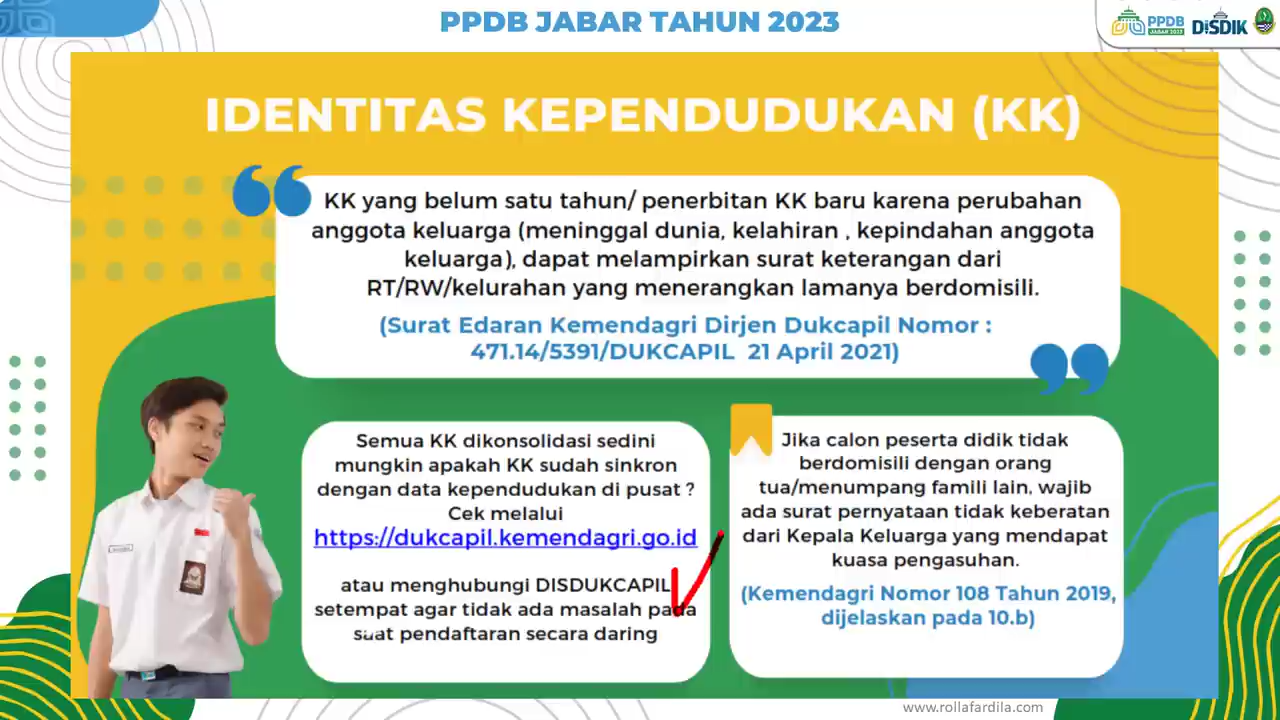 PPDB JABAR TAHUN 2023
PPDB
JABAR 2023
DISDIK
IDENTITAS KEPENDUDUKAN (KK)
KK yang belum satu tahun/ penerbitan KK baru karena perubahan
anggota keluarga (meninggal dunia, kelahiran , kepindahan anggota
keluarga), dapat melampirkan surat keterangan dari
RT/RW/kelurahan yang menerangkan lamanya berdomisili.
(Surat Edaran Kemendagri Dirjen Dukcapil Nomor :
471.14/5391/DUKCAPIL 21 April 2021)
Semua KK dikonsolidasi sedini
mungkin apakah KK sudah sinkron
dengan data kependudukan di pusat ?
Cek melalui
https://dukcapil.kemendagri.go.id
atau menghubungi DISDUKCAPIL
setempat agar tidak ada masalah pada
saat pendaftaran secara daring
Jika calon peserta didik tidak
berdomisili dengan orang
tua/menumpang famili lain, wajib
ada surat pernyataan tidak keberatan
dari Kepala Keluarga yang mendapat
kuasa pengasuhan.
(Kemendagri Nomor 108 Tahun 2019,
dijelaskan pada 10.b)
www.rollafardila.com